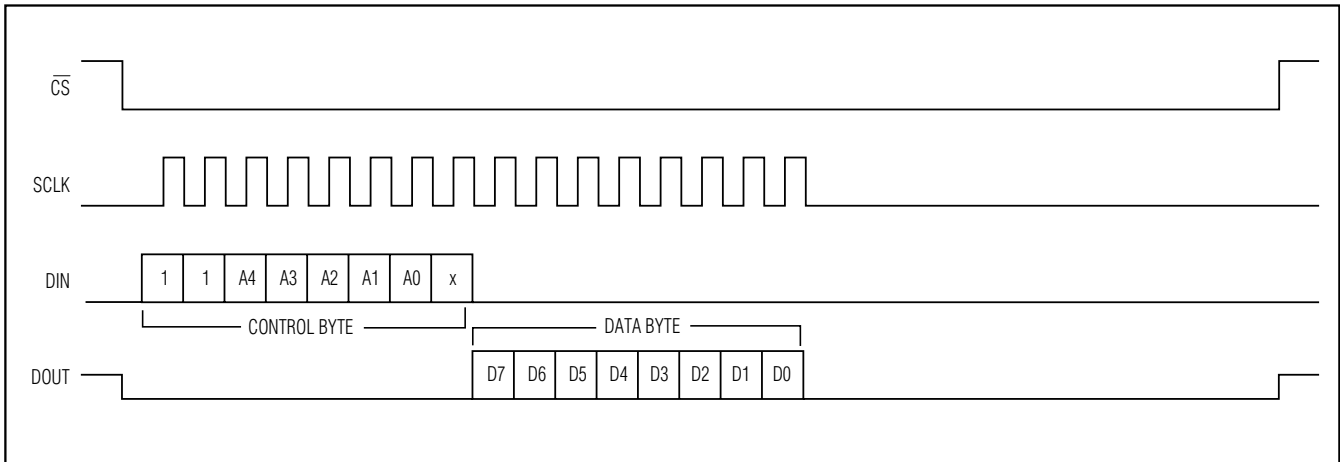 C̅S̅
SCLK
DIN 1 1 A4 A3 A2 A1 A0 x
CONTROL BYTE DATA BYTE
DOUT D7 D6 D5 D4 D3 D2 D1 D0